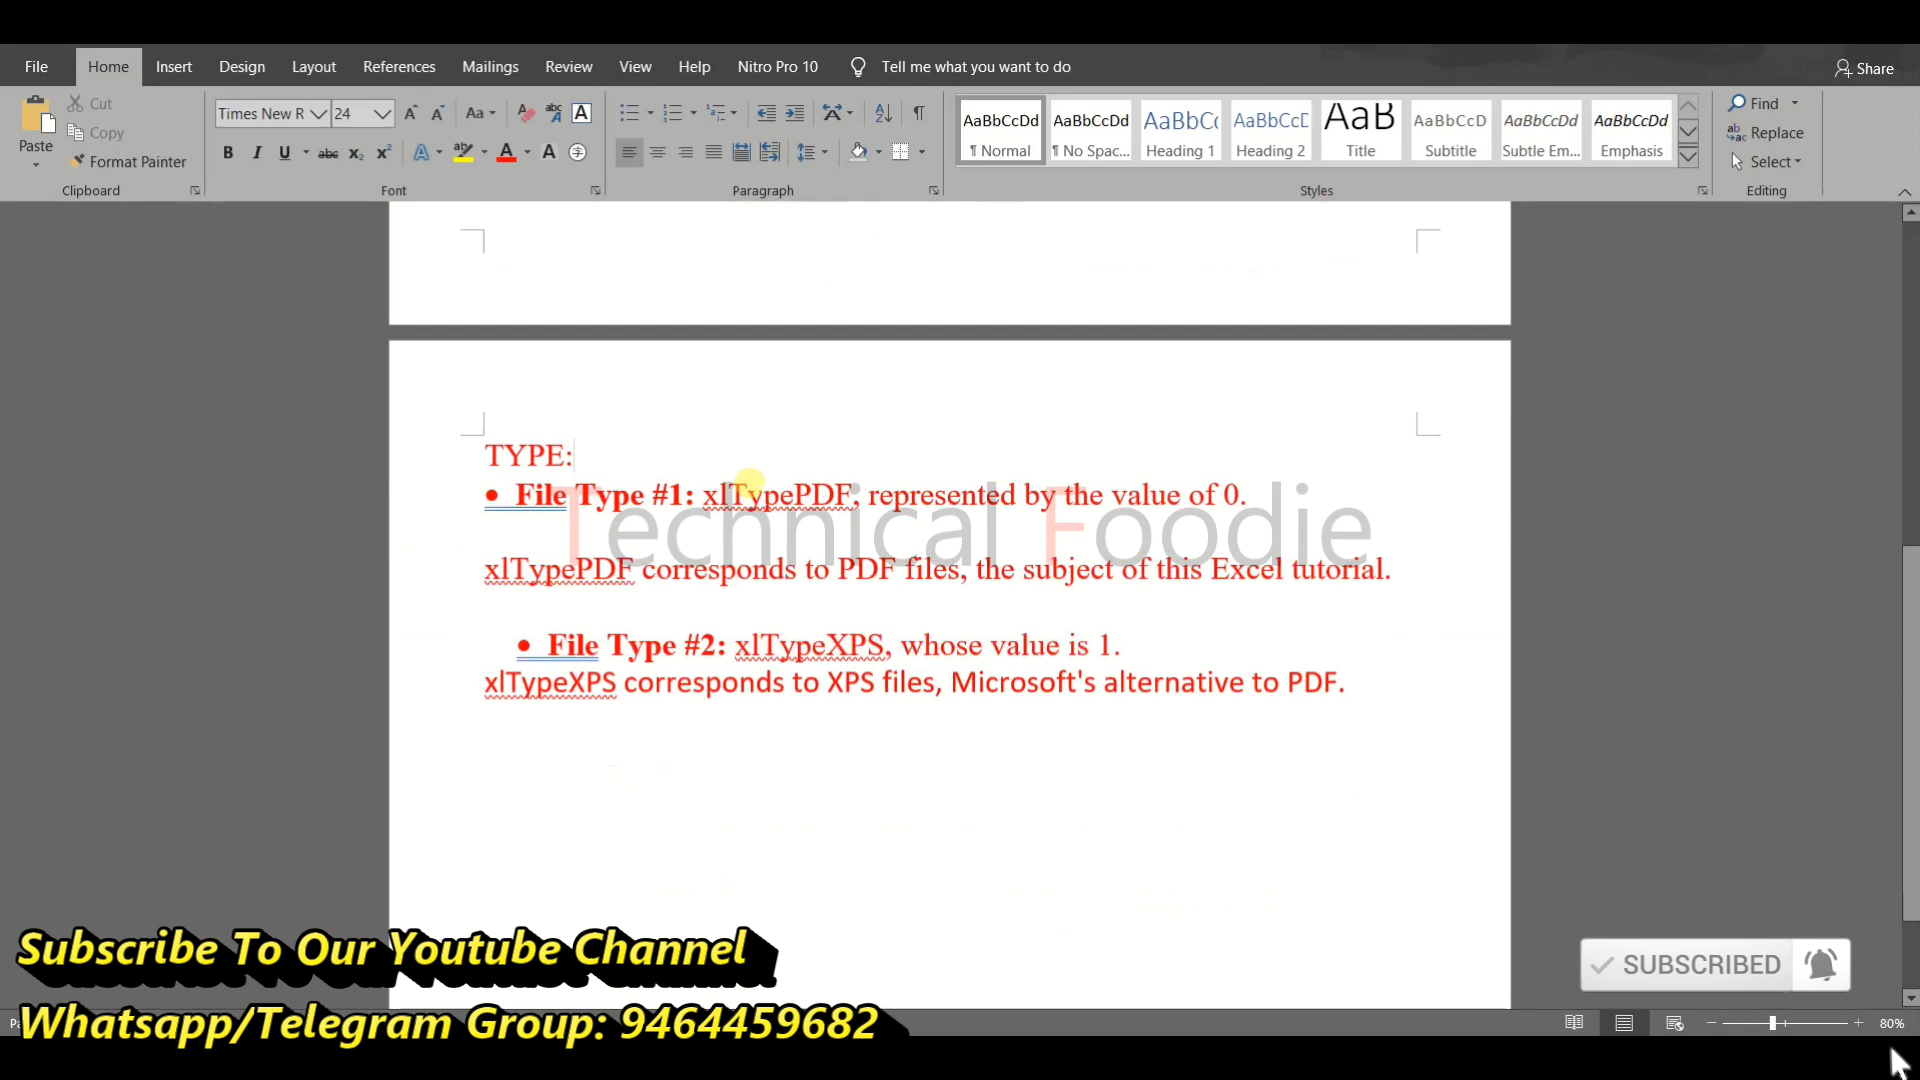 File Home Insert Design Layout References Mailings Review View Help Nitro Pro 10 Tell me what you want to do Share
Cut
Copy
Paste
Format Painter
Clipboard
Times New R 24
Font
Paragraph
AaBbCcDd AaBbCcDd AaBbC AaBbCcD AaB AaBbCcD AaBbCcDd AaBbCcDd
¶ Normal ¶ No Spac... Heading 1 Heading 2 Title Subtitle Subtle Em... Emphasis
Styles
Find
Replace
Select
Editing
TYPE:
• File Type #1: xlTypePDF, represented by the value of 0.
Technical Foodie
xlTypePDF corresponds to PDF files, the subject of this Excel tutorial.
• File Type #2: xlTypeXPS, whose value is 1.
xlTypeXPS corresponds to XPS files, Microsoft's alternative to PDF.
Subscribe To Our Youtube Channel
SUBSCRIBED
Whatsapp/Telegram Group: 9464459682
80%